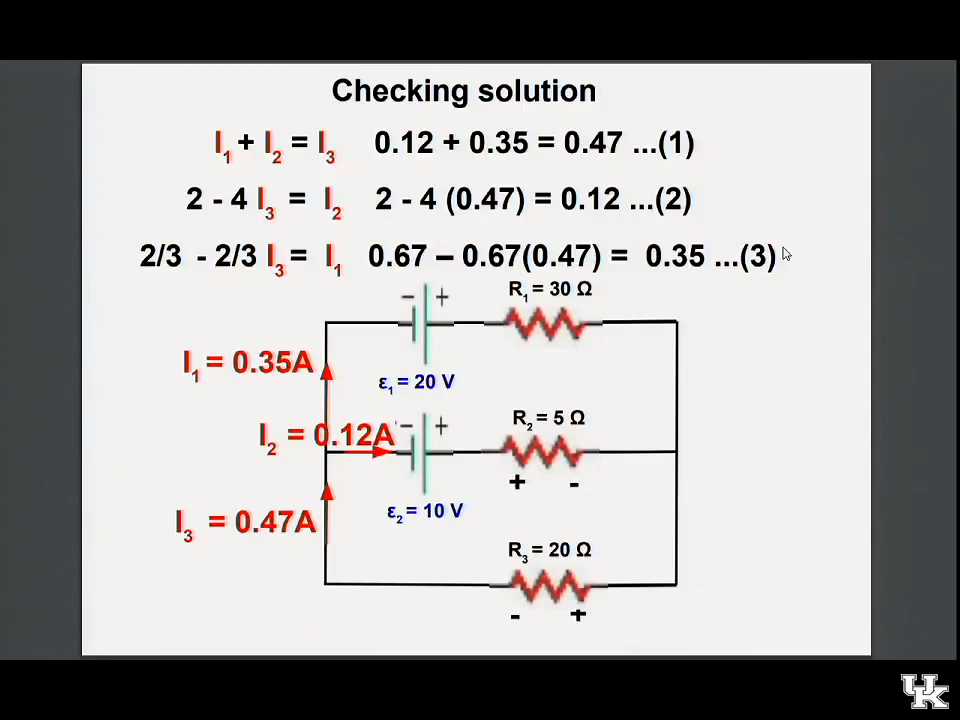 Checking solution
I1 + I2 = I3 0.12 + 0.35 = 0.47 ...(1)
2 - 4 I3 = I2 2 - 4 (0.47) = 0.12 ...(2)
2/3 - 2/3 I3 = I1 0.67 – 0.67(0.47) = 0.35 ...(3)
- + R1 = 30 Ω
I1 = 0.35A
ε1 = 20 V
R2 = 5 Ω
I2 = 0.12A - +
+ -
ε2 = 10 V
I3 = 0.47A
R3 = 20 Ω
- +
UK